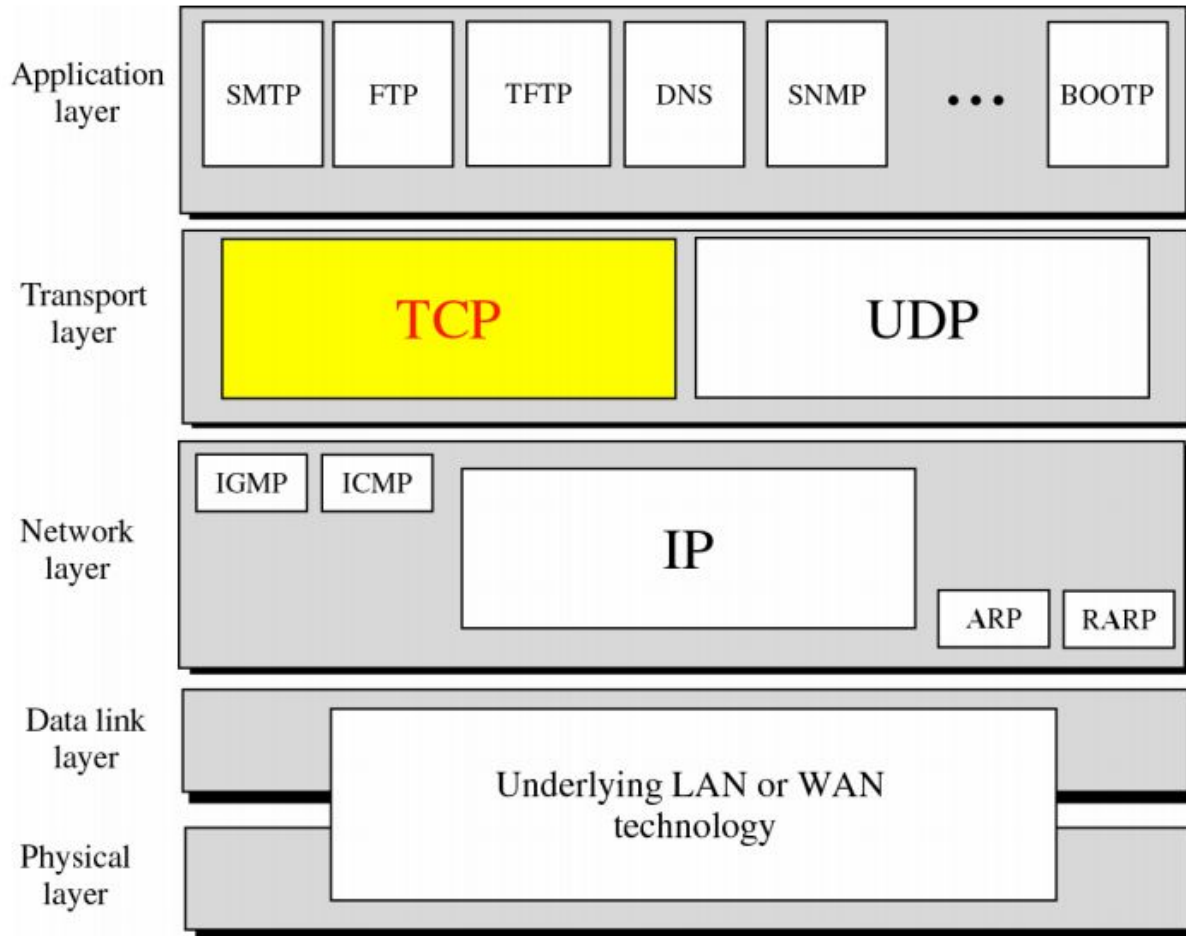 Application
layer
SMTP
FTP
TFTP
DNS
SNMP
...
BOOTP
Transport
layer
TCP
UDP
Network
layer
IGMP
ICMP
IP
ARP
RARP
Data link
layer
Underlying LAN or WAN
technology
Physical
layer